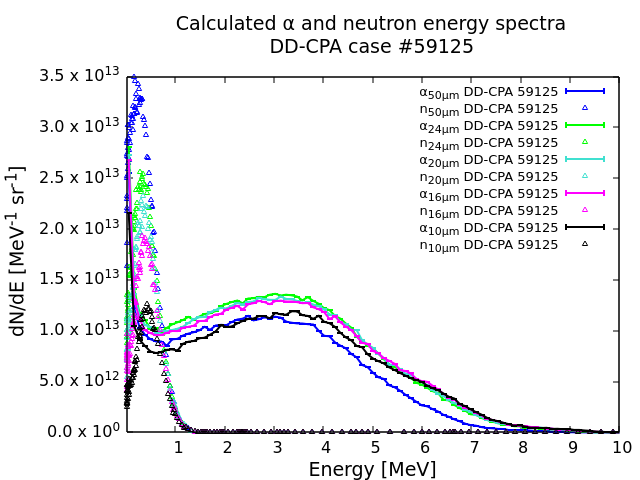 Calculated α and neutron energy spectra
DD-CPA case #59125
3.5 x 10^13
3.0 x 10^13
2.5 x 10^13
2.0 x 10^13
1.5 x 10^13
1.0 x 10^13
5.0 x 10^12
0.0 x 10^0
dN/dE [MeV^-1 sr^-1]
α50μm DD-CPA 59125
n50μm DD-CPA 59125
α24μm DD-CPA 59125
n24μm DD-CPA 59125
α20μm DD-CPA 59125
n20μm DD-CPA 59125
α16μm DD-CPA 59125
n16μm DD-CPA 59125
α10μm DD-CPA 59125
n10μm DD-CPA 59125
1 2 3 4 5 6 7 8 9 10
Energy [MeV]